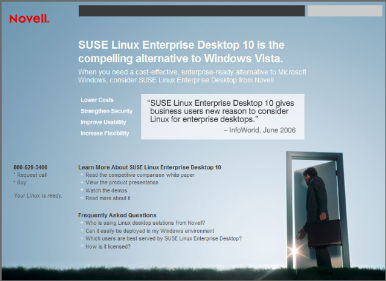 Novell.
SUSE Linux Enterprise Desktop 10 is the
compelling alternative to Windows Vista.
When you need a cost-effective, enterprise-ready alternative to Microsoft
Windows, consider SUSE Linux Enterprise Desktop from Novell.
Lower Costs
Strengthen Security
Improve Usability
Increase Flexibility
"SUSE Linux Enterprise Desktop 10 gives
business users new reason to consider
Linux for enterprise desktops."
– InfoWorld, June 2006
800-529-3400
Request call
Buy
Your Linux is ready.
Learn More About SUSE Linux Enterprise Desktop 10
Read the competitive comparison white paper
View the product presentation
Watch the demos
Read more about it
Frequently Asked Questions
Who is using Linux desktop solutions from Novell?
Can it easily be deployed in my Windows environment
Which users are best served by SUSE Linux Enterprise Desktop?
How is it licensed?